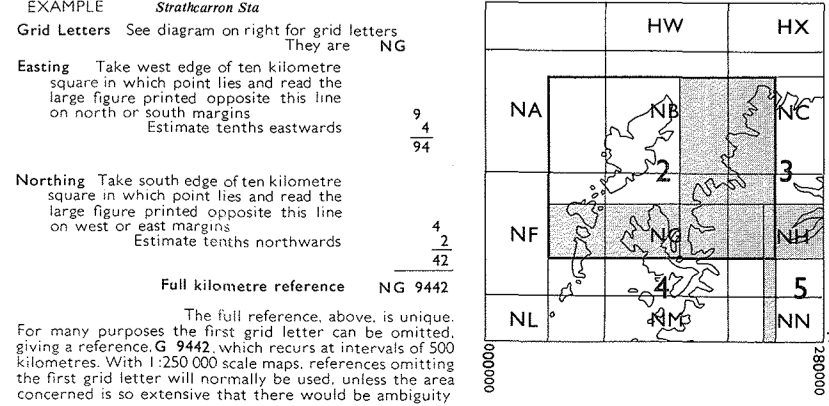 EXAMPLE Strathcarron Sta
Grid Letters See diagram on right for grid letters
They are NG
Easting Take west edge of ten kilometre
square in which point lies and read the
large figure printed opposite this line
on north or south margins 9
Estimate tenths eastwards 4
94
Northing Take south edge of ten kilometre
square in which point lies and read the
large figure printed opposite this line
on west or east margins 4
Estimate tenths northwards 2
42
Full kilometre reference NG 9442
The full reference, above, is unique.
For many purposes the first grid letter can be omitted,
giving a reference, G 9442, which recurs at intervals of 500
kilometres. With 1:250 000 scale maps, references omitting
the first grid letter will normally be used, unless the area
concerned is so extensive that there would be ambiguity
HW HX
NA NB NC
2 3
NF NG NH
4 5
NL NM NN
000000 280000